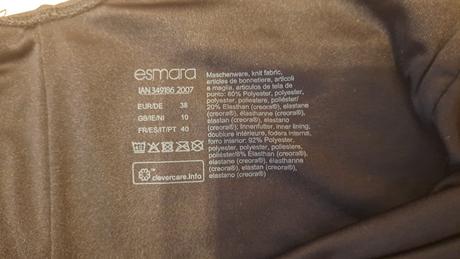 esmara
IAN 349186 2007
EUR/DE 38
GB/IE/NI 10
FR/ES/IT/PT 40
clevercare.info
Maschenware, knit fabric,
articles de bonneterie, articoli
a maglia, artículos de tela de
punto: 80% Polyester,
polyester, poliestere, poliéster/
20% Elasthan (creora®), elastane
(creora®), élasthanne (creora®),
elastan (creora®), elastano
(creora®); Innenfutter, inner lining,
doublure intérieure, fodera interna,
forro interior: 92% Polyester,
polyester, polyester, poliestere,
poliéster/8% Elasthan (creora®),
elastane (creora®), élasthanne
(creora®), elastan (creora®),
elastano (creora®)